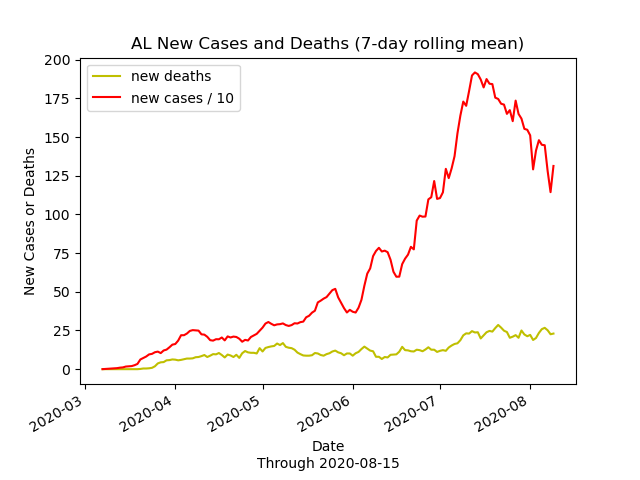 AL New Cases and Deaths (7-day rolling mean)
new deaths
new cases / 10
New Cases or Deaths
200
175
150
125
100
75
50
25
0
2020-03
2020-04
2020-05
2020-06
2020-07
2020-08
Date
Through 2020-08-15